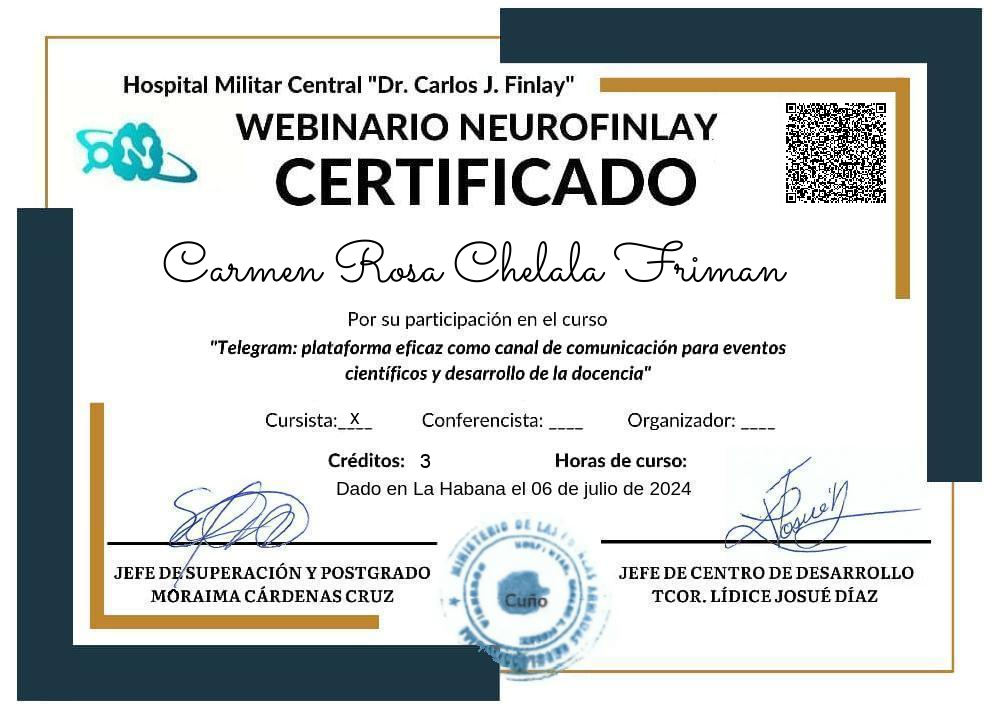 Hospital Militar Central "Dr. Carlos J. Finlay"
WEBINARIO NEUROFINLAY
CERTIFICADO
Carmen Rosa Chelala Friman
Por su participación en el curso
"Telegram: plataforma eficaz como canal de comunicación para eventos
científicos y desarrollo de la docencia"
Cursista:__X__ Conferencista: ____ Organizador: ____
Créditos: 3 Horas de curso:
Dado en La Habana el 06 de julio de 2024
JEFE DE SUPERACIÓN Y POSTGRADO
MORAIMA CÁRDENAS CRUZ
JEFE DE CENTRO DE DESARROLLO
TCOR. LÍDICE JOSUÉ DÍAZ
MINISTERIO DE LAS
Cuño